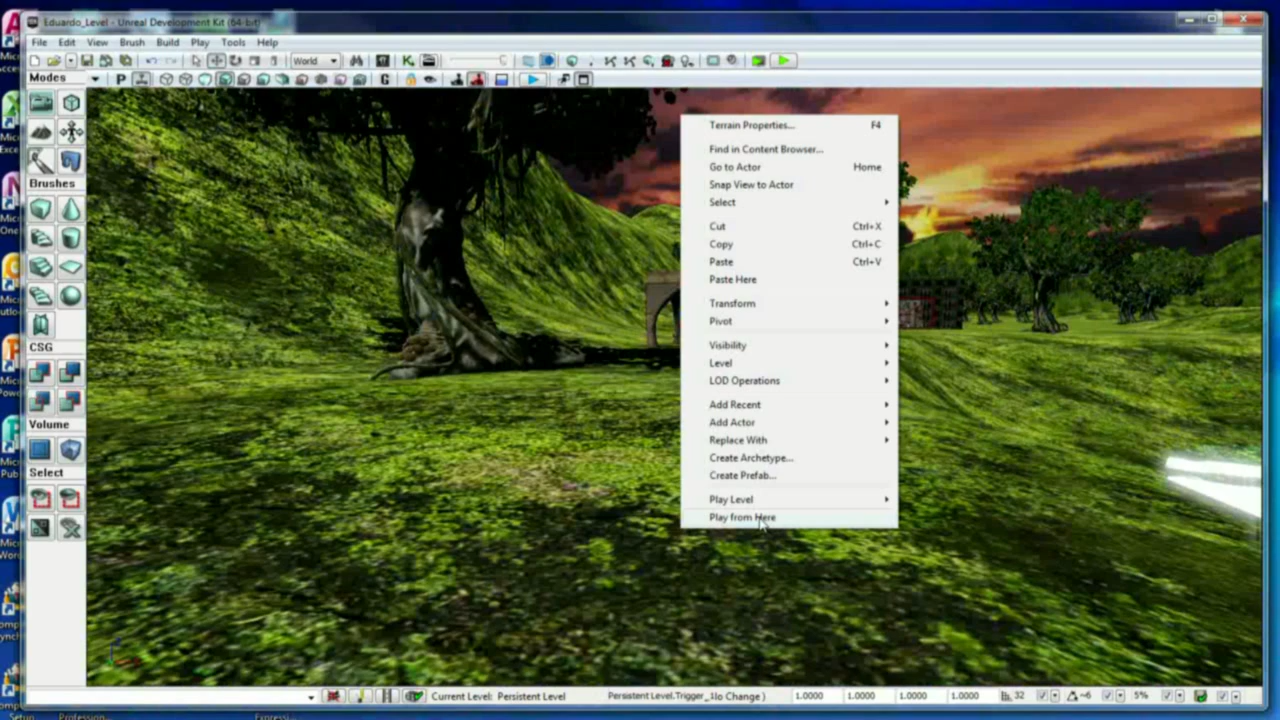 Eduardo_Level - Unreal Development Kit (64-bit)
File Edit View Brush Build Play Tools Help
World
Modes
P
G
Brushes
CSG
Volume
Select
Terrain Properties... F4
Find in Content Browser...
Go to Actor Home
Snap View to Actor
Select
Cut Ctrl+X
Copy Ctrl+C
Paste Ctrl+V
Paste Here
Transform
Pivot
Visibility
Level
LOD Operations
Add Recent
Add Actor
Replace With
Create Archetype...
Create Prefab...
Play Level
Play from Here
Current Level: Persistent Level
1.0000 1.0000 1.0000 1.0000 32 5%